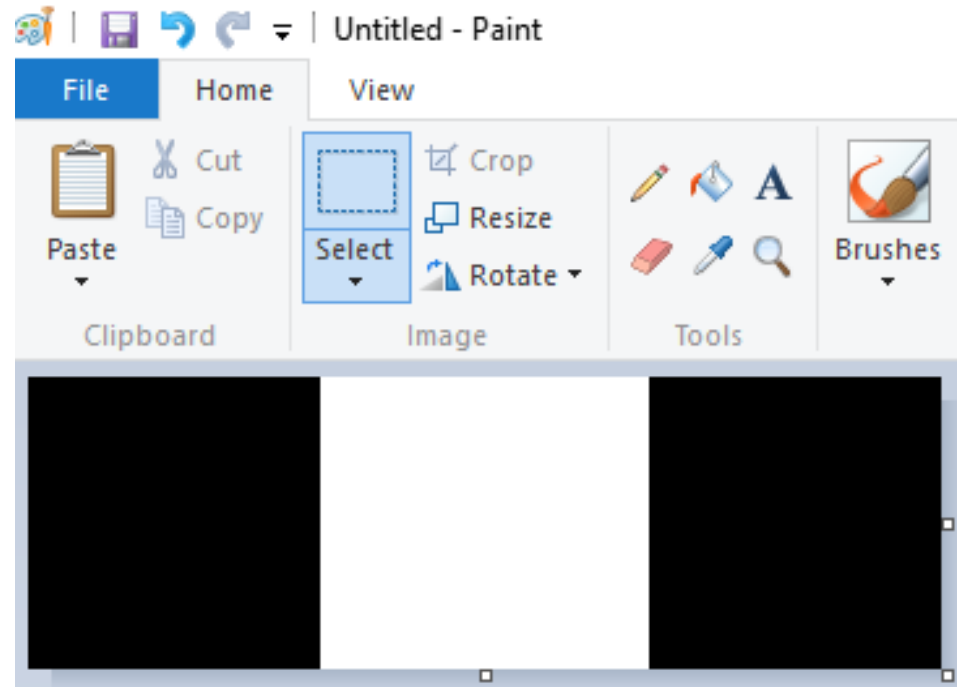 Untitled - Paint
File Home View
Paste
Cut
Copy
Clipboard
Select
Crop
Resize
Rotate
Image
A
Tools
Brushes